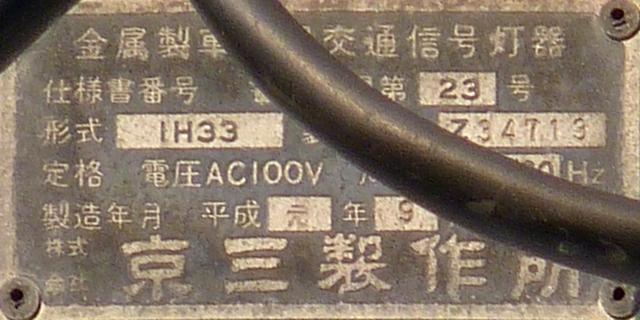 金属製車 交通信号灯器
仕様書番号 第 23 号
形式 1H33 Z34713
定格 電圧AC100V Hz
製造年月 平成 元 年 9
株式会社 京三製作所